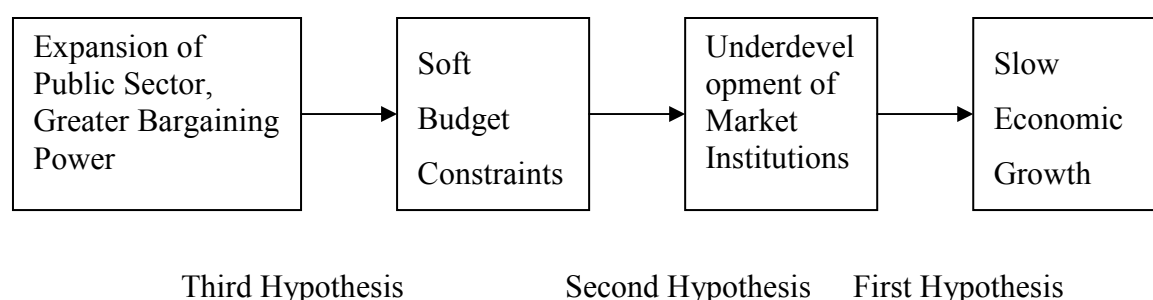 Expansion of
Public Sector,
Greater Bargaining
Power
Soft
Budget
Constraints
Underdevel
opment of
Market
Institutions
Slow
Economic
Growth
Third Hypothesis
Second Hypothesis
First Hypothesis